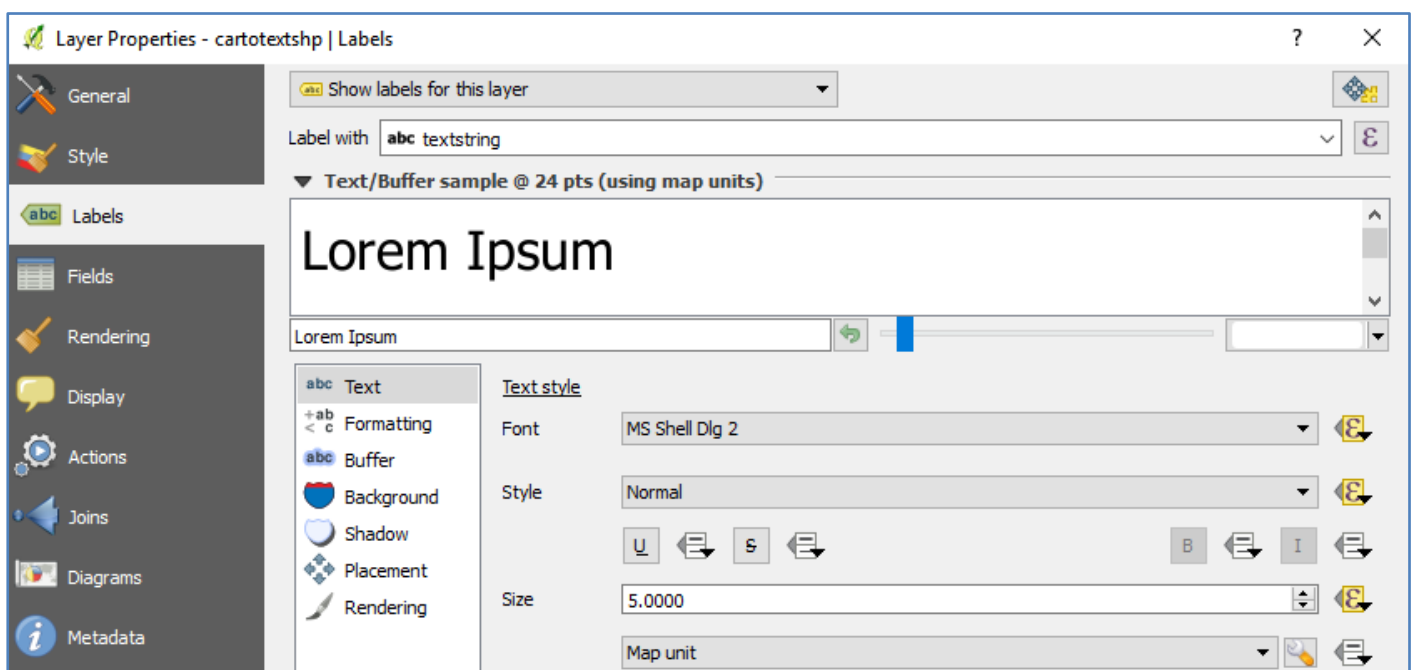 Layer Properties - cartotextshp | Labels
?
General
Style
Labels
Fields
Rendering
Display
Actions
Joins
Diagrams
Metadata
abc
abc Show labels for this layer
Label with abc textstring ε
Text/Buffer sample @ 24 pts (using map units)
Lorem Ipsum
Lorem Ipsum
abc Text
+ab < c Formatting
abc Buffer
Background
Shadow
Placement
Rendering
Text style
Font MS Shell Dlg 2 ε
Style Normal ε
U S B I
Size 5.0000 ε
Map unit